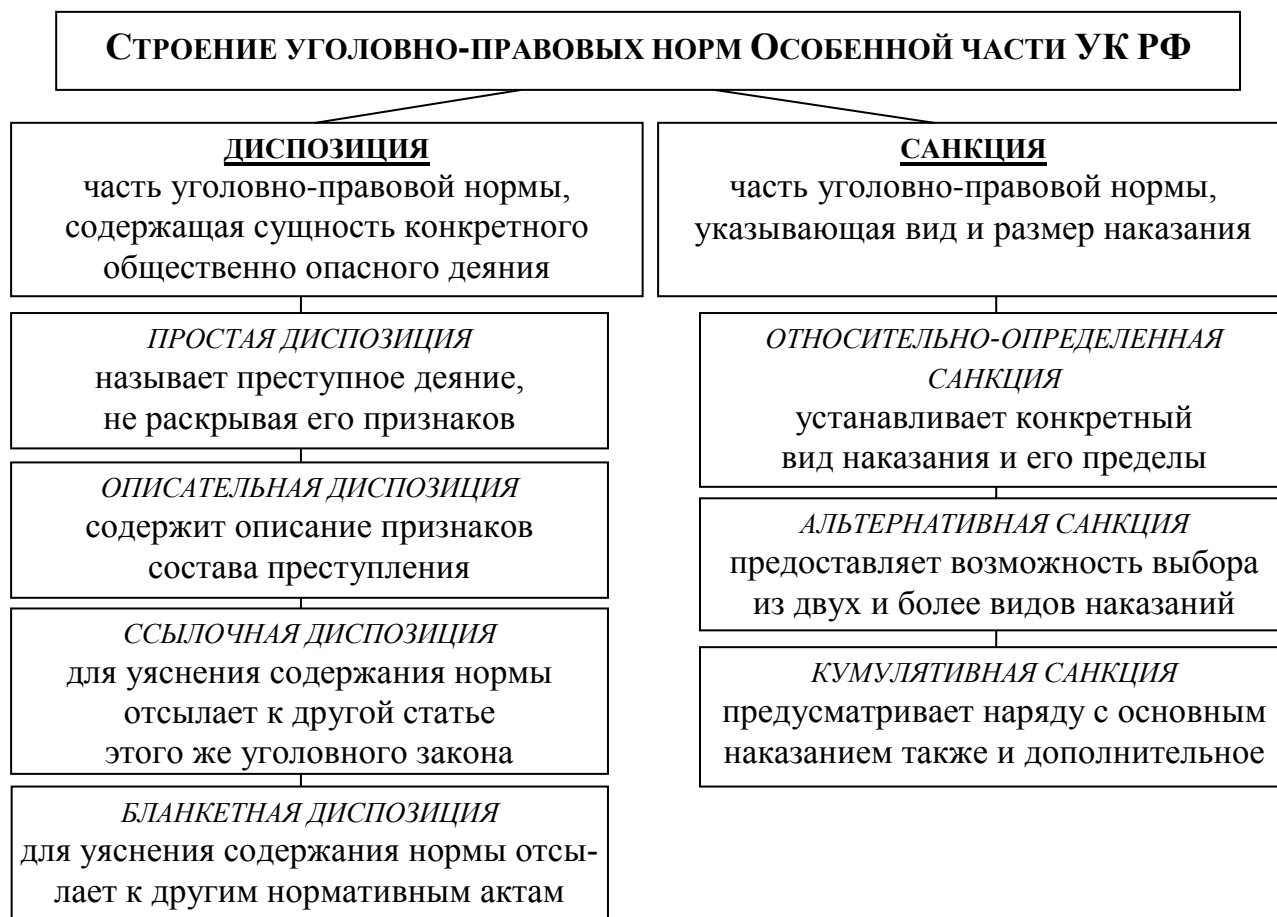 СТРОЕНИЕ УГОЛОВНО-ПРАВОВЫХ НОРМ ОСОБЕННОЙ ЧАСТИ УК РФ
ДИСПОЗИЦИЯ
часть уголовно-правовой нормы,
содержащая сущность конкретного
общественно опасного деяния
ПРОСТАЯ ДИСПОЗИЦИЯ
называет преступное деяние,
не раскрывая его признаков
ОПИСАТЕЛЬНАЯ ДИСПОЗИЦИЯ
содержит описание признаков
состава преступления
ССЫЛОЧНАЯ ДИСПОЗИЦИЯ
для уяснения содержания нормы
отсылает к другой статье
этого же уголовного закона
БЛАНКЕТНАЯ ДИСПОЗИЦИЯ
для уяснения содержания нормы отсы-
лает к другим нормативным актам
САНКЦИЯ
часть уголовно-правовой нормы,
указывающая вид и размер наказания
ОТНОСИТЕЛЬНО-ОПРЕДЕЛЕННАЯ
САНКЦИЯ
устанавливает конкретный
вид наказания и его пределы
АЛЬТЕРНАТИВНАЯ САНКЦИЯ
предоставляет возможность выбора
из двух и более видов наказаний
КУМУЛЯТИВНАЯ САНКЦИЯ
предусматривает наряду с основным
наказанием также и дополнительное